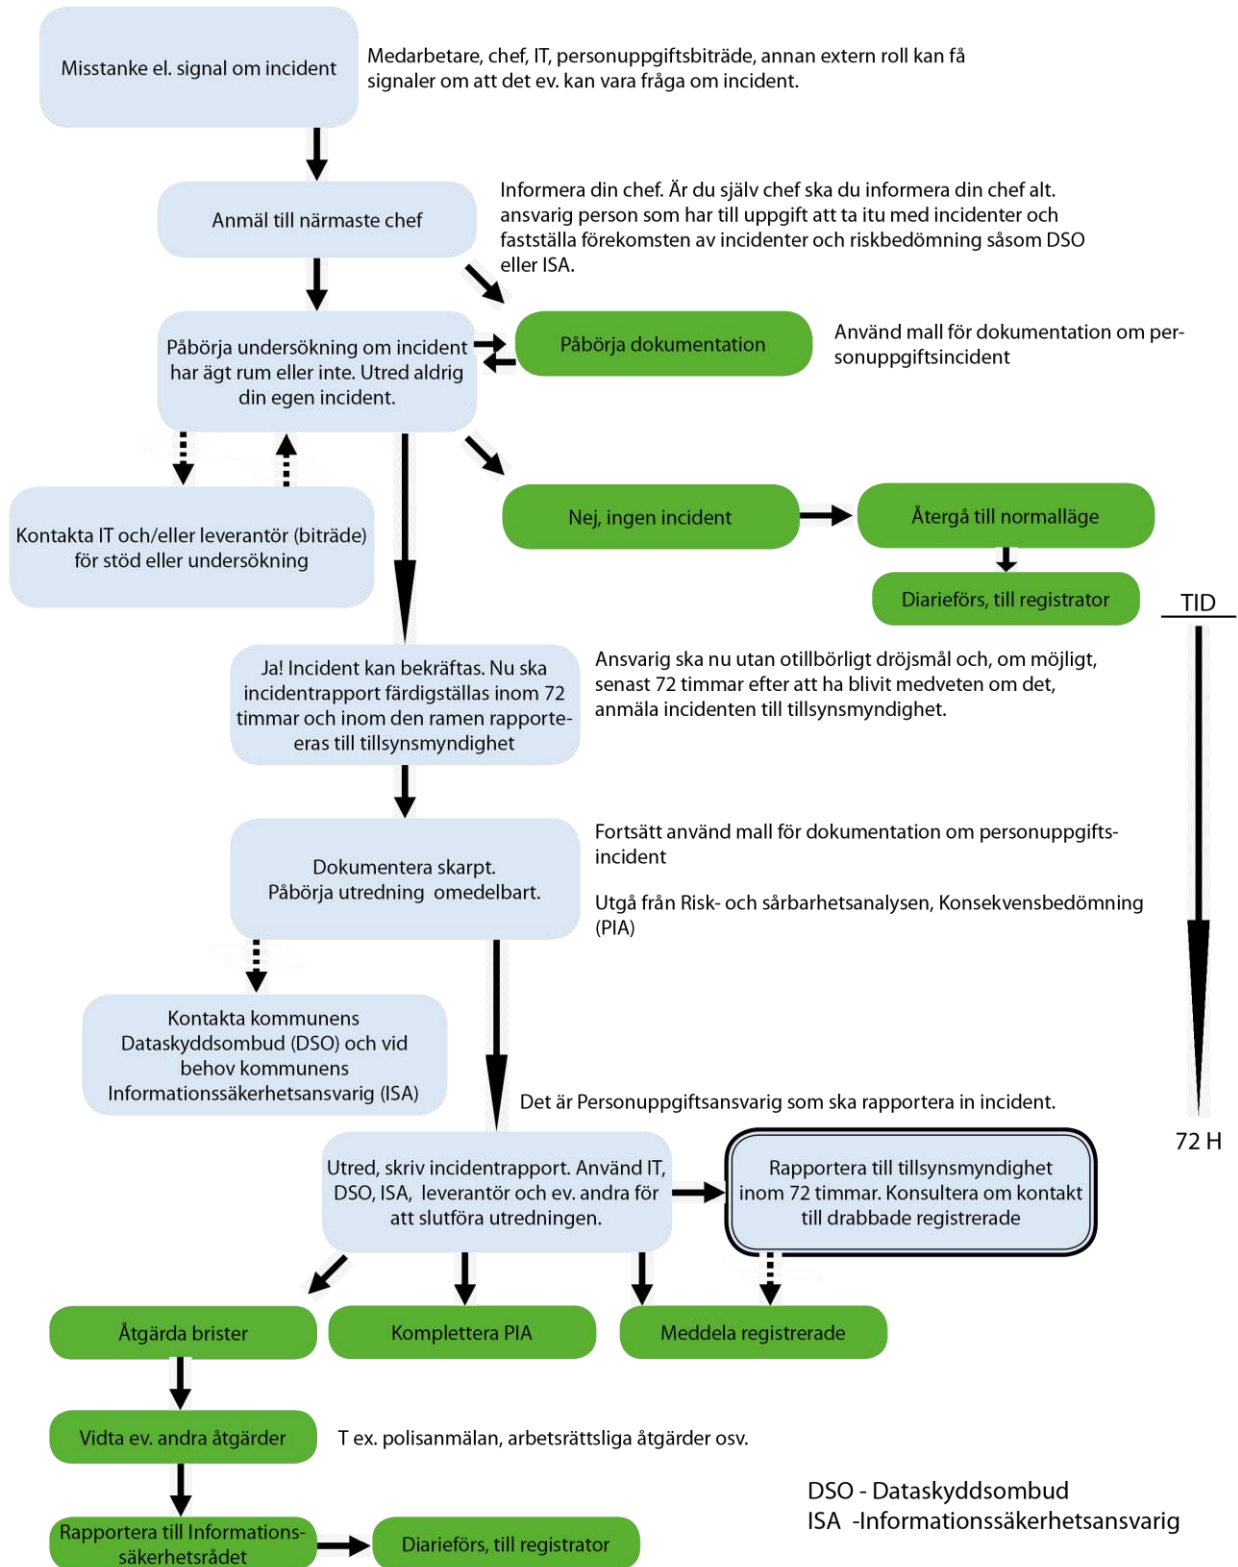 Misstanke el. signal om incident
Medarbetare, chef, IT, personuppgiftsbiträde, annan extern roll kan få
signaler om att det ev. kan vara fråga om incident.
Anmäl till närmaste chef
Informera din chef. Är du själv chef ska du informera din chef alt.
ansvarig person som har till uppgift att ta itu med incidenter och
fastställa förekomsten av incidenter och riskbedömning såsom DSO
eller ISA.
Påbörja undersökning om incident
har ägt rum eller inte. Utred aldrig
din egen incident.
Påbörja dokumentation
Använd mall för dokumentation om per-
sonuppgiftsincident
Kontakta IT och/eller leverantör (biträde)
för stöd eller undersökning
Nej, ingen incident
Återgå till normalläge
Diarieförs, till registrator
TID
Ja! Incident kan bekräftas. Nu ska
incidentrapport färdigställas inom 72
timmar och inom den ramen rapporte-
eras till tillsynsmyndighet
Ansvarig ska nu utan otillbörligt dröjsmål och, om möjligt,
senast 72 timmar efter att ha blivit medveten om det,
anmäla incidenten till tillsynsmyndighet.
Dokumentera skarpt.
Påbörja utredning omedelbart.
Fortsätt använd mall för dokumentation om personuppgifts-
incident
Utgå från Risk- och sårbarhetsanalysen, Konsekvensbedömning
(PIA)
Kontakta kommunens
Dataskyddsombud (DSO) och vid
behov kommunens
Informationssäkerhetsansvarig (ISA)
Det är Personuppgiftsansvarig som ska rapportera in incident.
72 H
Utred, skriv incidentrapport. Använd IT,
DSO, ISA, leverantör och ev. andra för
att slutföra utredningen.
Rapportera till tillsynsmyndighet
inom 72 timmar. Konsultera om kontakt
till drabbade registrerade
Åtgärda brister
Komplettera PIA
Meddela registrerade
Vidta ev. andra åtgärder
T ex. polisanmälan, arbetsrättsliga åtgärder osv.
Rapportera till Informations-
säkerhetsrådet
Diarieförs, till registrator
DSO - Dataskyddsombud
ISA -Informationssäkerhetsansvarig